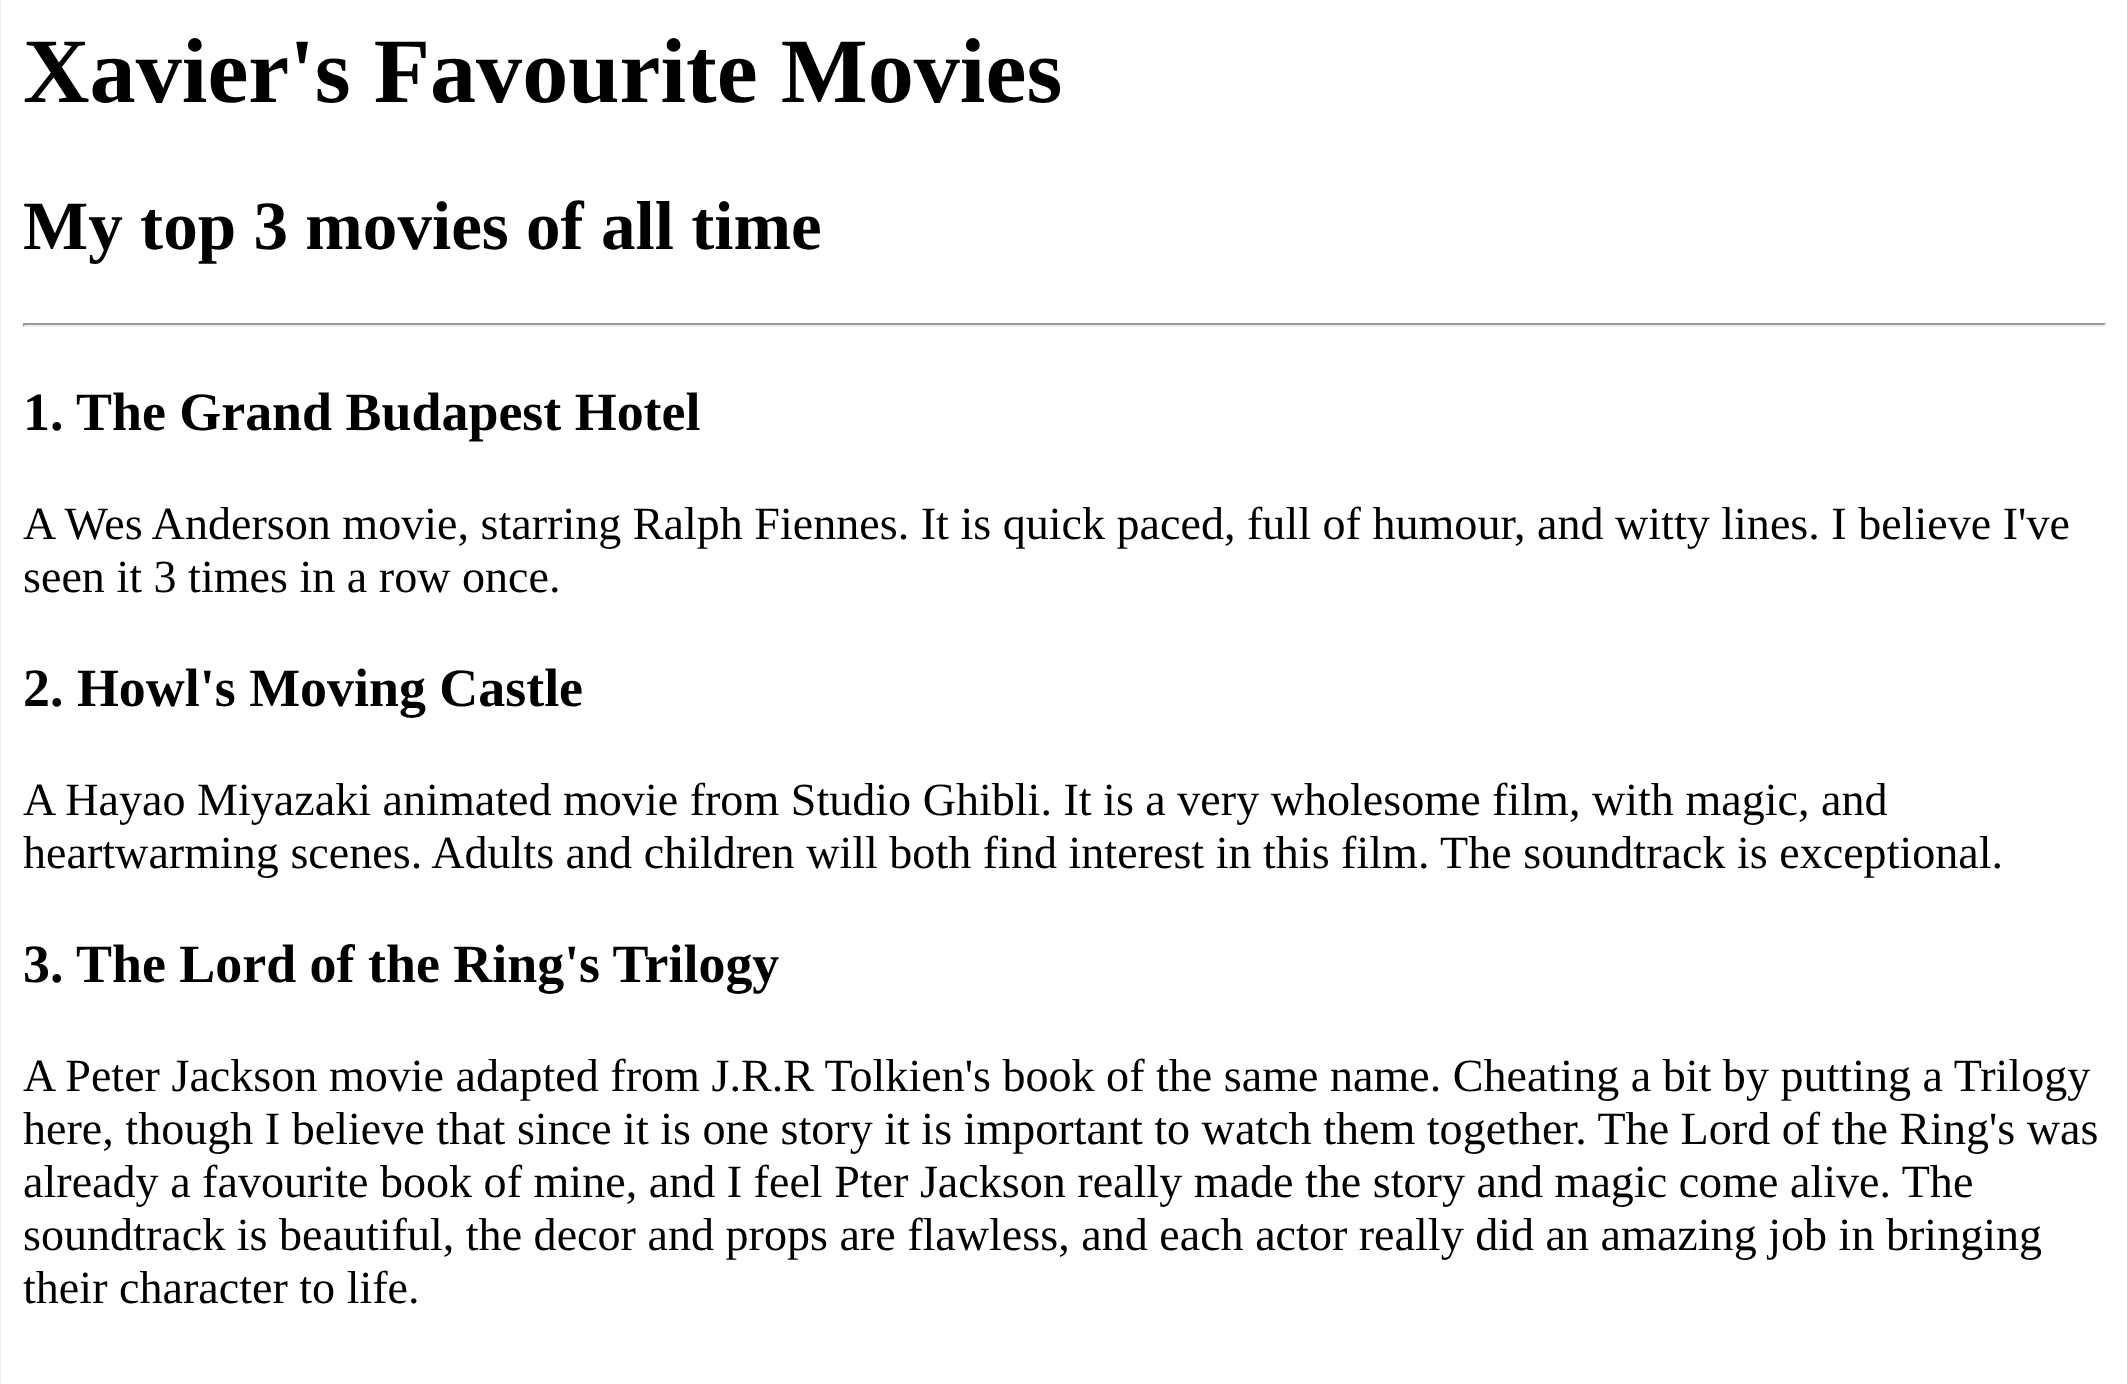 Xavier's Favourite Movies
My top 3 movies of all time
1. The Grand Budapest Hotel
A Wes Anderson movie, starring Ralph Fiennes. It is quick paced, full of humour, and witty lines. I believe I've
seen it 3 times in a row once.
2. Howl's Moving Castle
A Hayao Miyazaki animated movie from Studio Ghibli. It is a very wholesome film, with magic, and
heartwarming scenes. Adults and children will both find interest in this film. The soundtrack is exceptional.
3. The Lord of the Ring's Trilogy
A Peter Jackson movie adapted from J.R.R Tolkien's book of the same name. Cheating a bit by putting a Trilogy
here, though I believe that since it is one story it is important to watch them together. The Lord of the Ring's was
already a favourite book of mine, and I feel Pter Jackson really made the story and magic come alive. The
soundtrack is beautiful, the decor and props are flawless, and each actor really did an amazing job in bringing
their character to life.